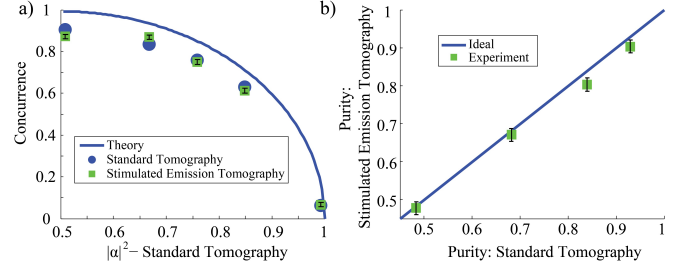 a)
1
0.8
0.6
0.4
0.2
0
Concurrence
Theory
Standard Tomography
Stimulated Emission Tomography
0.5
0.6
0.7
0.8
0.9
1
|α|²− Standard Tomography
b)
1
0.9
0.8
0.7
0.6
0.5
Purity:
Stimulated Emission Tomography
Ideal
Experiment
0.5
0.6
0.7
0.8
0.9
1
Purity: Standard Tomography